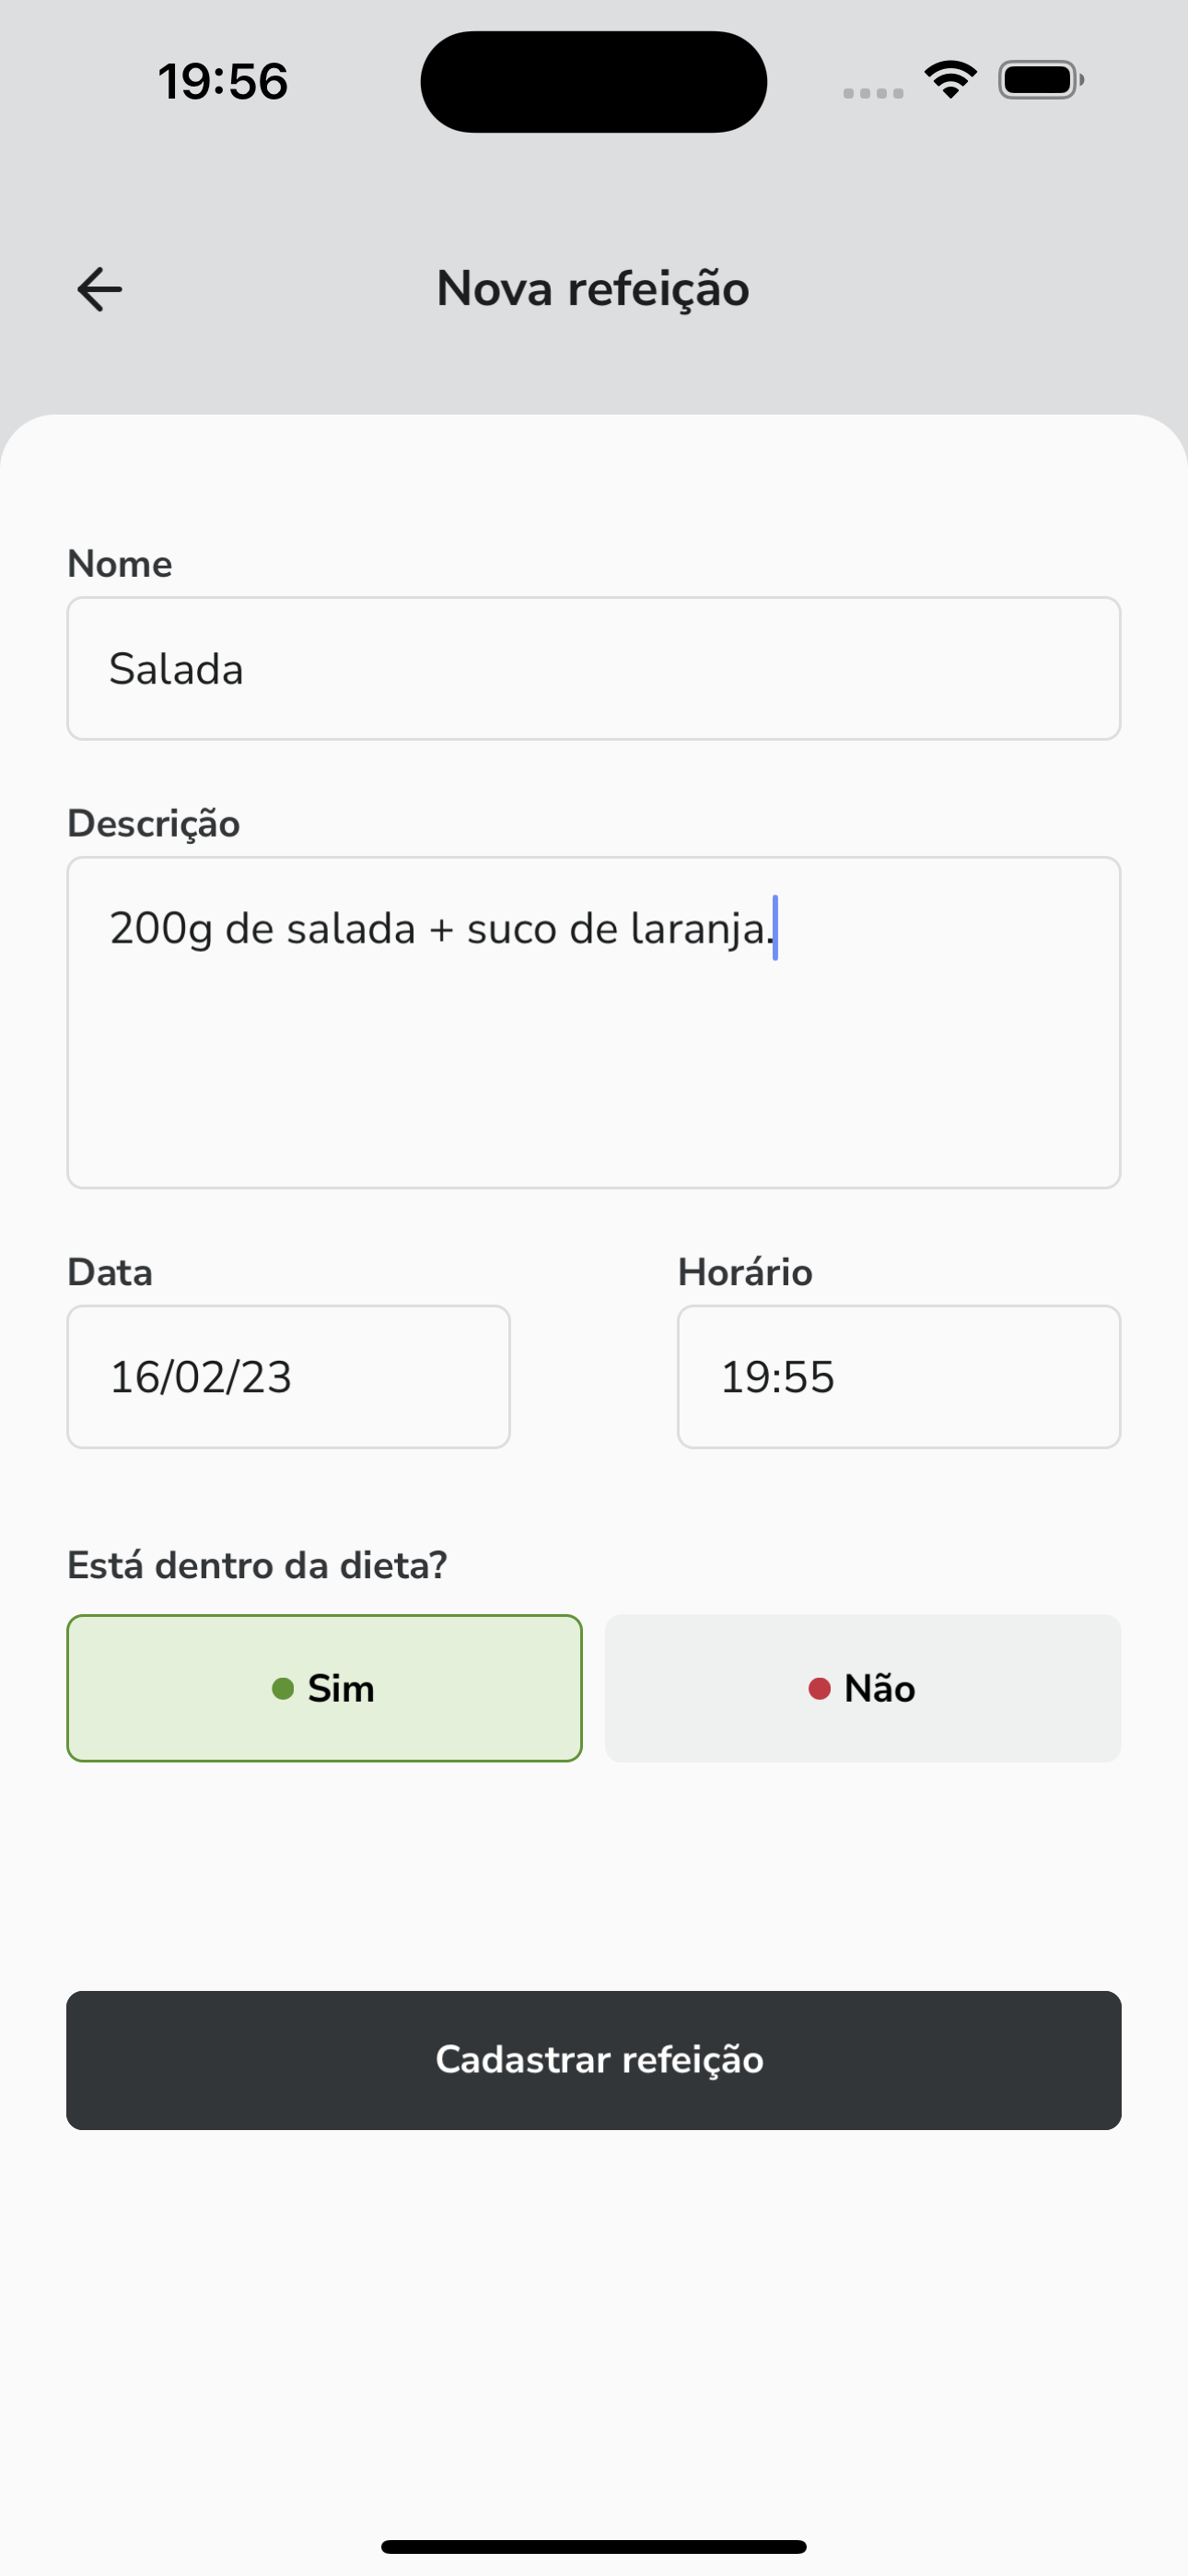 19:56
Nova refeição
Nome
Salada
Descrição
200g de salada + suco de laranja.
Data
Horário
16/02/23
19:55
Está dentro da dieta?
Sim
Não
Cadastrar refeição